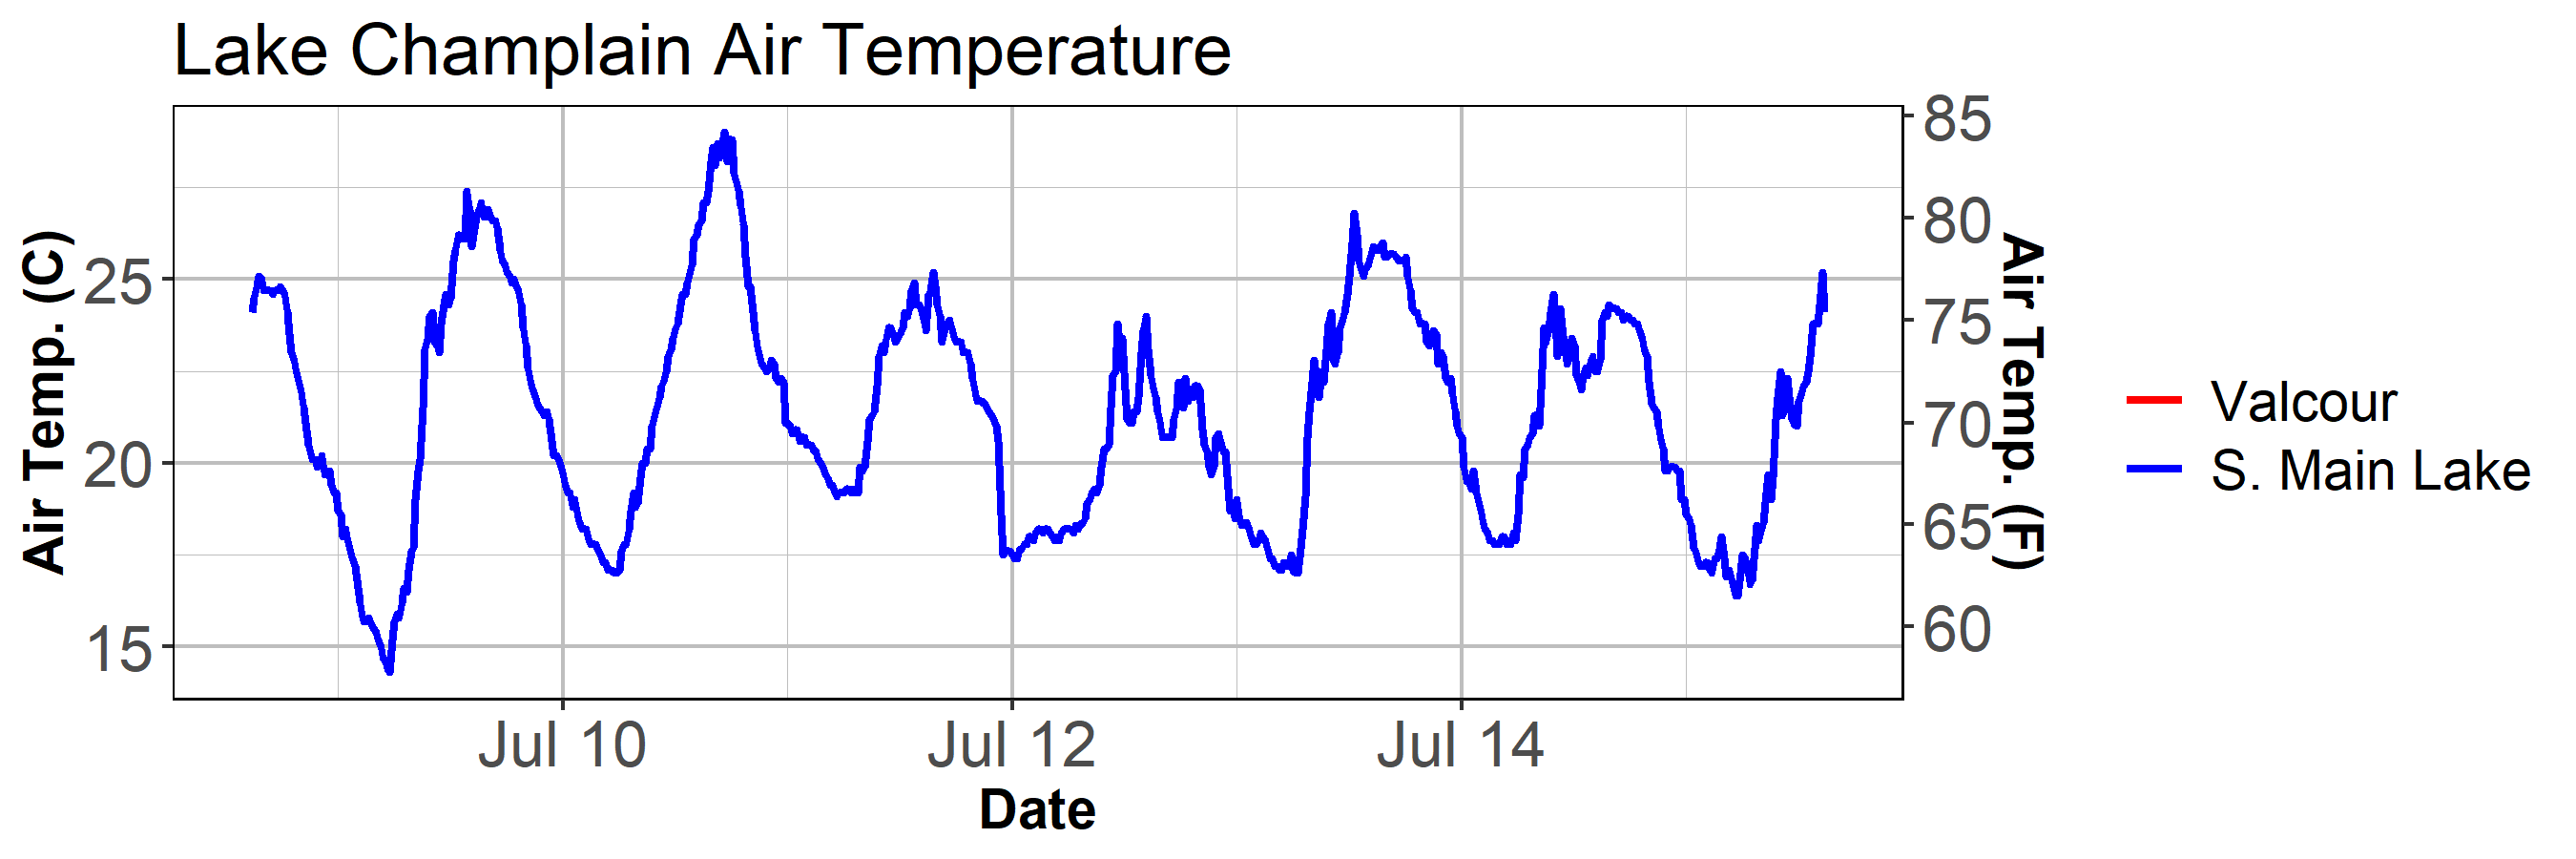 Lake Champlain Air Temperature
Air Temp. (C)
25
20
15
85
80
75
70
65
60
Air Temp. (F)
Jul 10
Jul 12
Jul 14
Date
Valcour
S. Main Lake